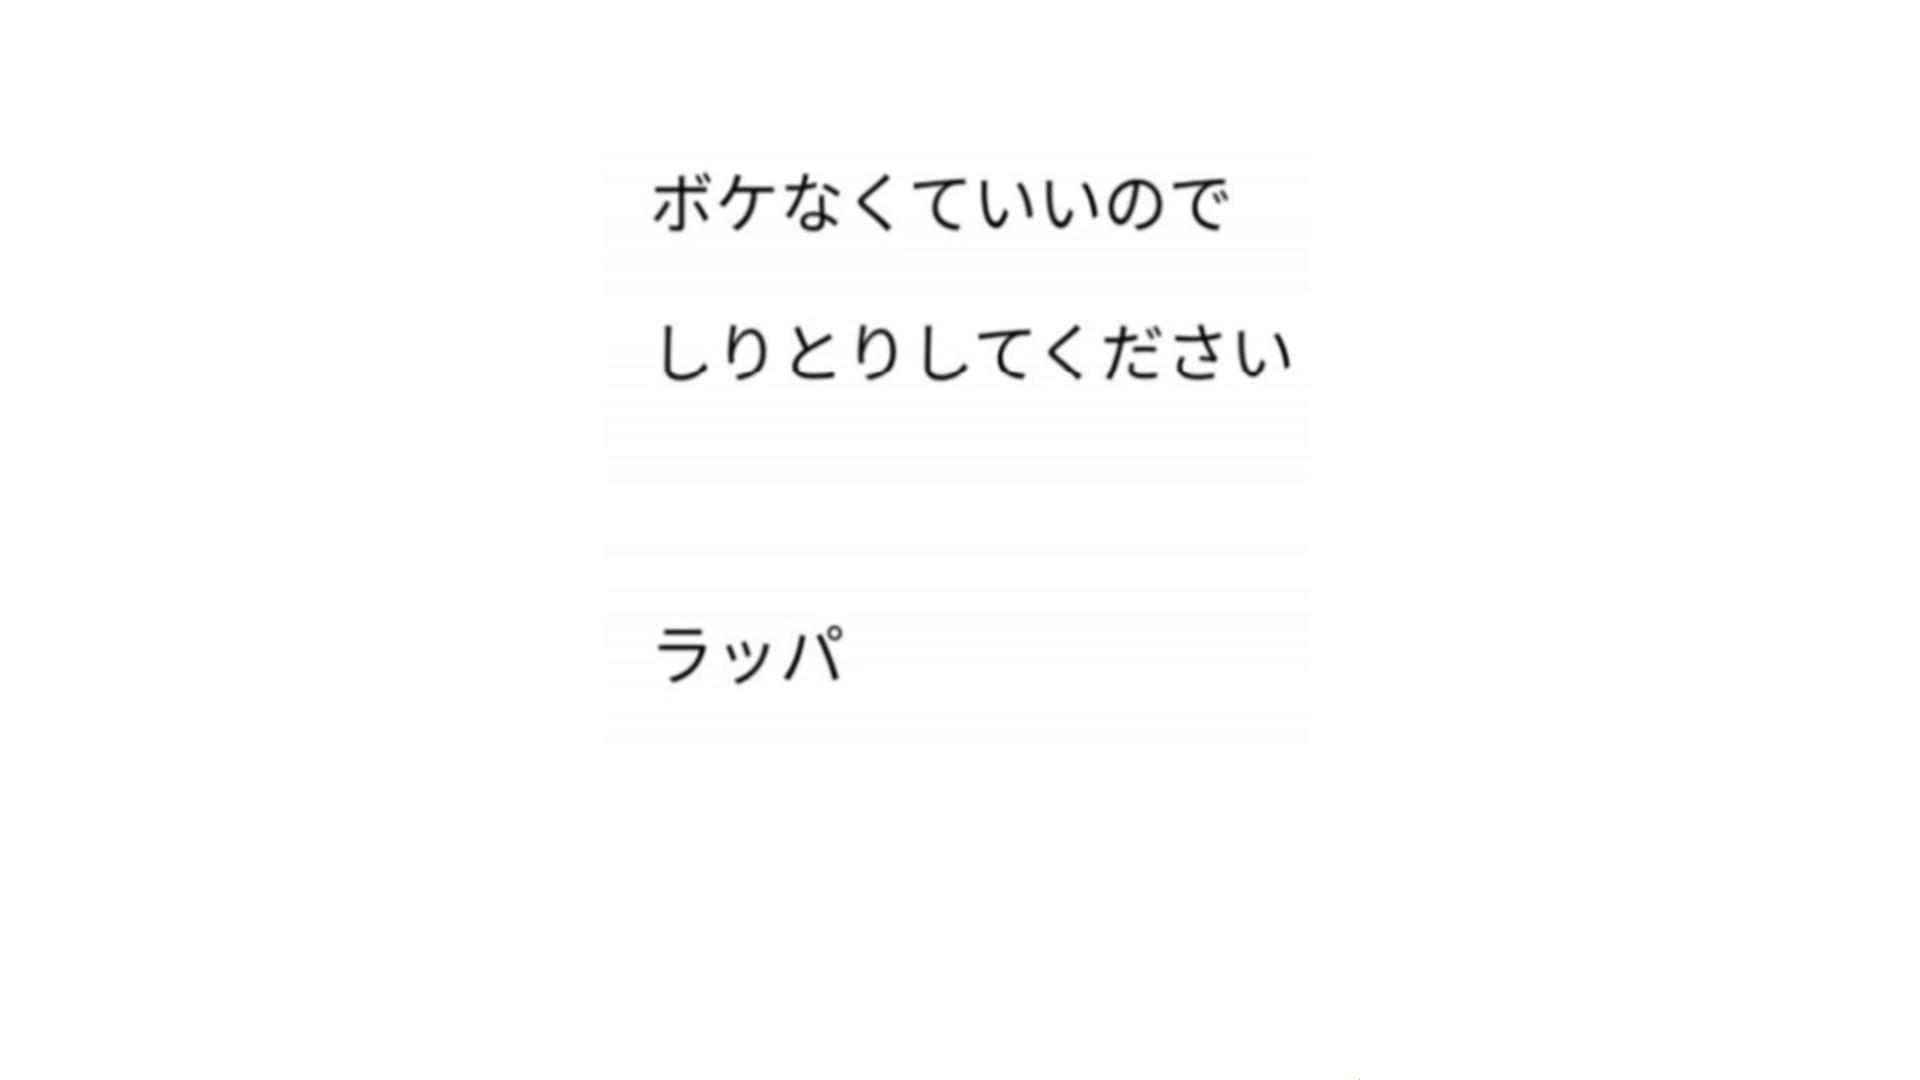 ボケなくていいので
しりとりしてください
ラッパ